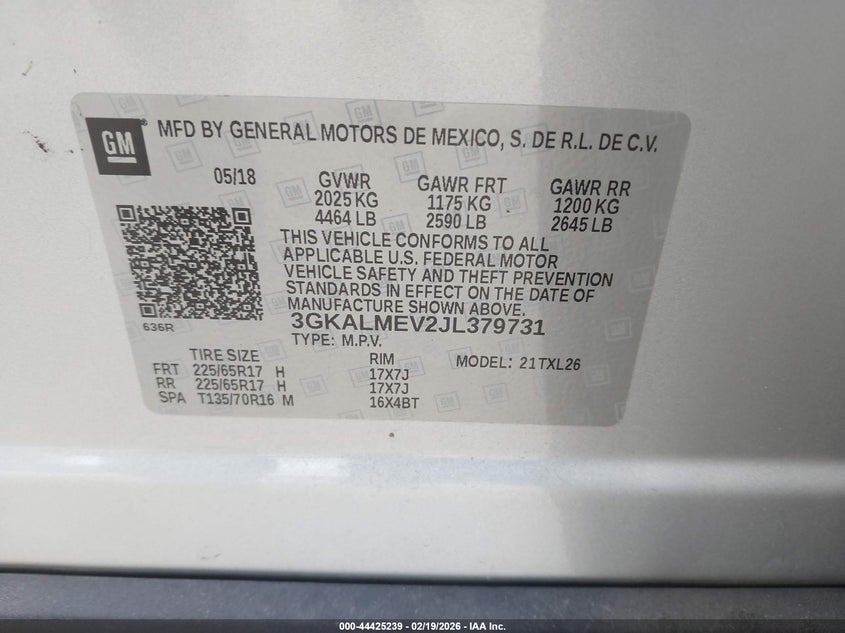 GM
MFD BY GENERAL MOTORS DE MEXICO, S. DE R.L. DE C.V.
05/18 GVWR GAWR FRT GAWR RR
2025 KG 1175 KG 1200 KG
4464 LB 2590 LB 2645 LB
THIS VEHICLE CONFORMS TO ALL
APPLICABLE U.S. FEDERAL MOTOR
VEHICLE SAFETY AND THEFT PREVENTION
STANDARDS IN EFFECT ON THE DATE OF
MANUFACTURE SHOWN ABOVE.
636R
3GKALMEV2JL379731
TYPE: M.P.V.
TIRE SIZE RIM MODEL: 21TXL26
FRT 225/65R17 H 17X7J
RR 225/65R17 H 17X7J
SPA T135/70R16 M 16X4BT
000-44425239 - 02/19/2026 - IAA Inc.